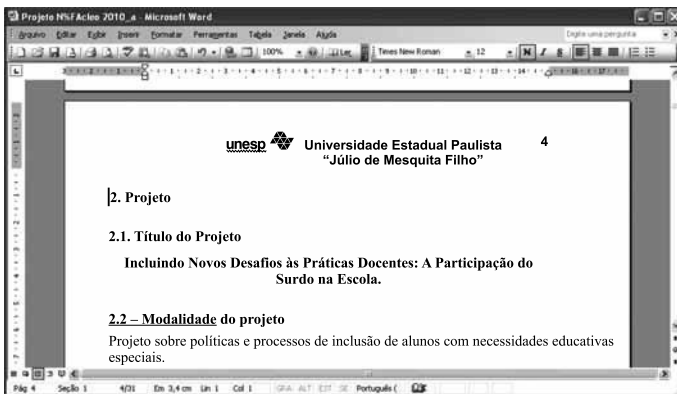 Projeto N%FAcleo 2010_a - Microsoft Word
Arquivo Editar Exibir Inserir Formatar Ferramentas Tabela Janela Ajuda Digite uma pergunta
100% Ler Times New Roman 12 N I S
unesp Universidade Estadual Paulista 4
“Júlio de Mesquita Filho”
2. Projeto
2.1. Título do Projeto
Incluindo Novos Desafios às Práticas Docentes: A Participação do
Surdo na Escola.
2.2 – Modalidade do projeto
Projeto sobre políticas e processos de inclusão de alunos com necessidades educativas
especiais.
Pág 4 Seção 1 4/31 Em 3,4 cm Lin 1 Col 1 GRA ALT EST SE Português (